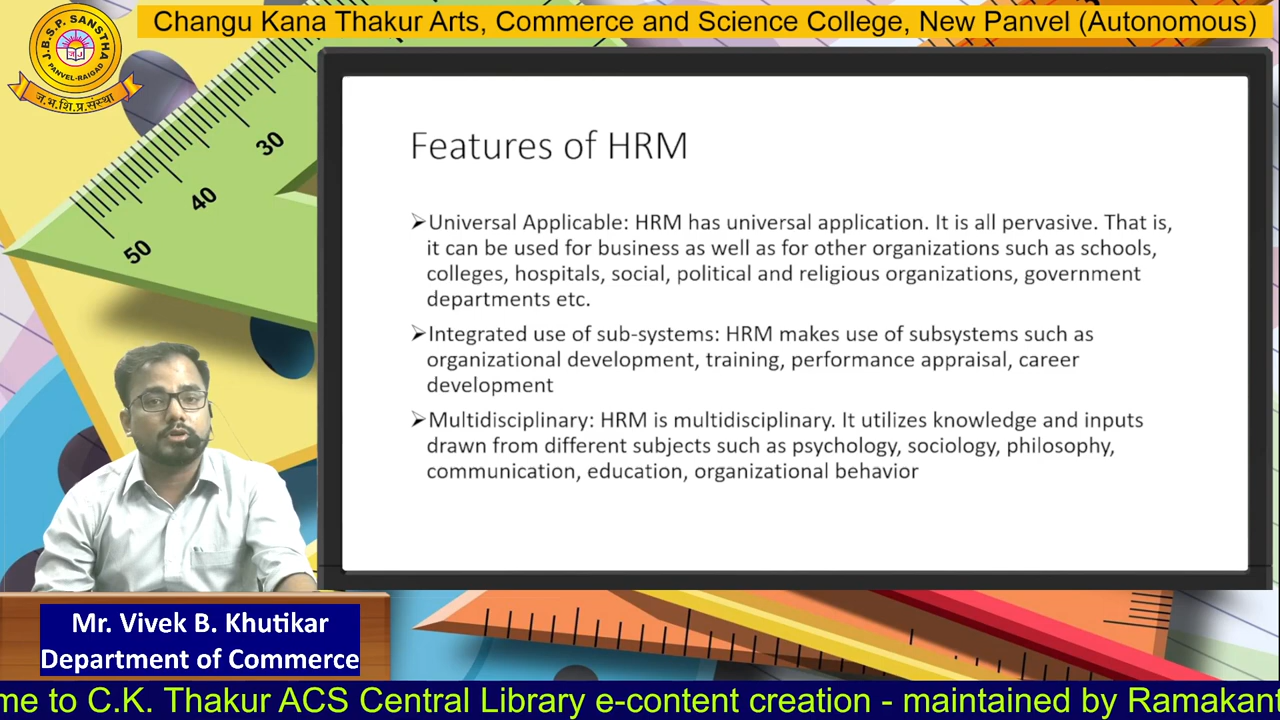 Changu Kana Thakur Arts, Commerce and Science College, New Panvel (Autonomous)
J.B.S.P. SANSTHA
PANVEL-RAIGAD
ज.भ.शि.प्र.संस्था
30
40
50
Features of HRM
➢Universal Applicable: HRM has universal application. It is all pervasive. That is,
it can be used for business as well as for other organizations such as schools,
colleges, hospitals, social, political and religious organizations, government
departments etc.
➢Integrated use of sub-systems: HRM makes use of subsystems such as
organizational development, training, performance appraisal, career
development
➢Multidisciplinary: HRM is multidisciplinary. It utilizes knowledge and inputs
drawn from different subjects such as psychology, sociology, philosophy,
communication, education, organizational behavior
Mr. Vivek B. Khutikar
Department of Commerce
me to C.K. Thakur ACS Central Library e-content creation - maintained by Ramakant